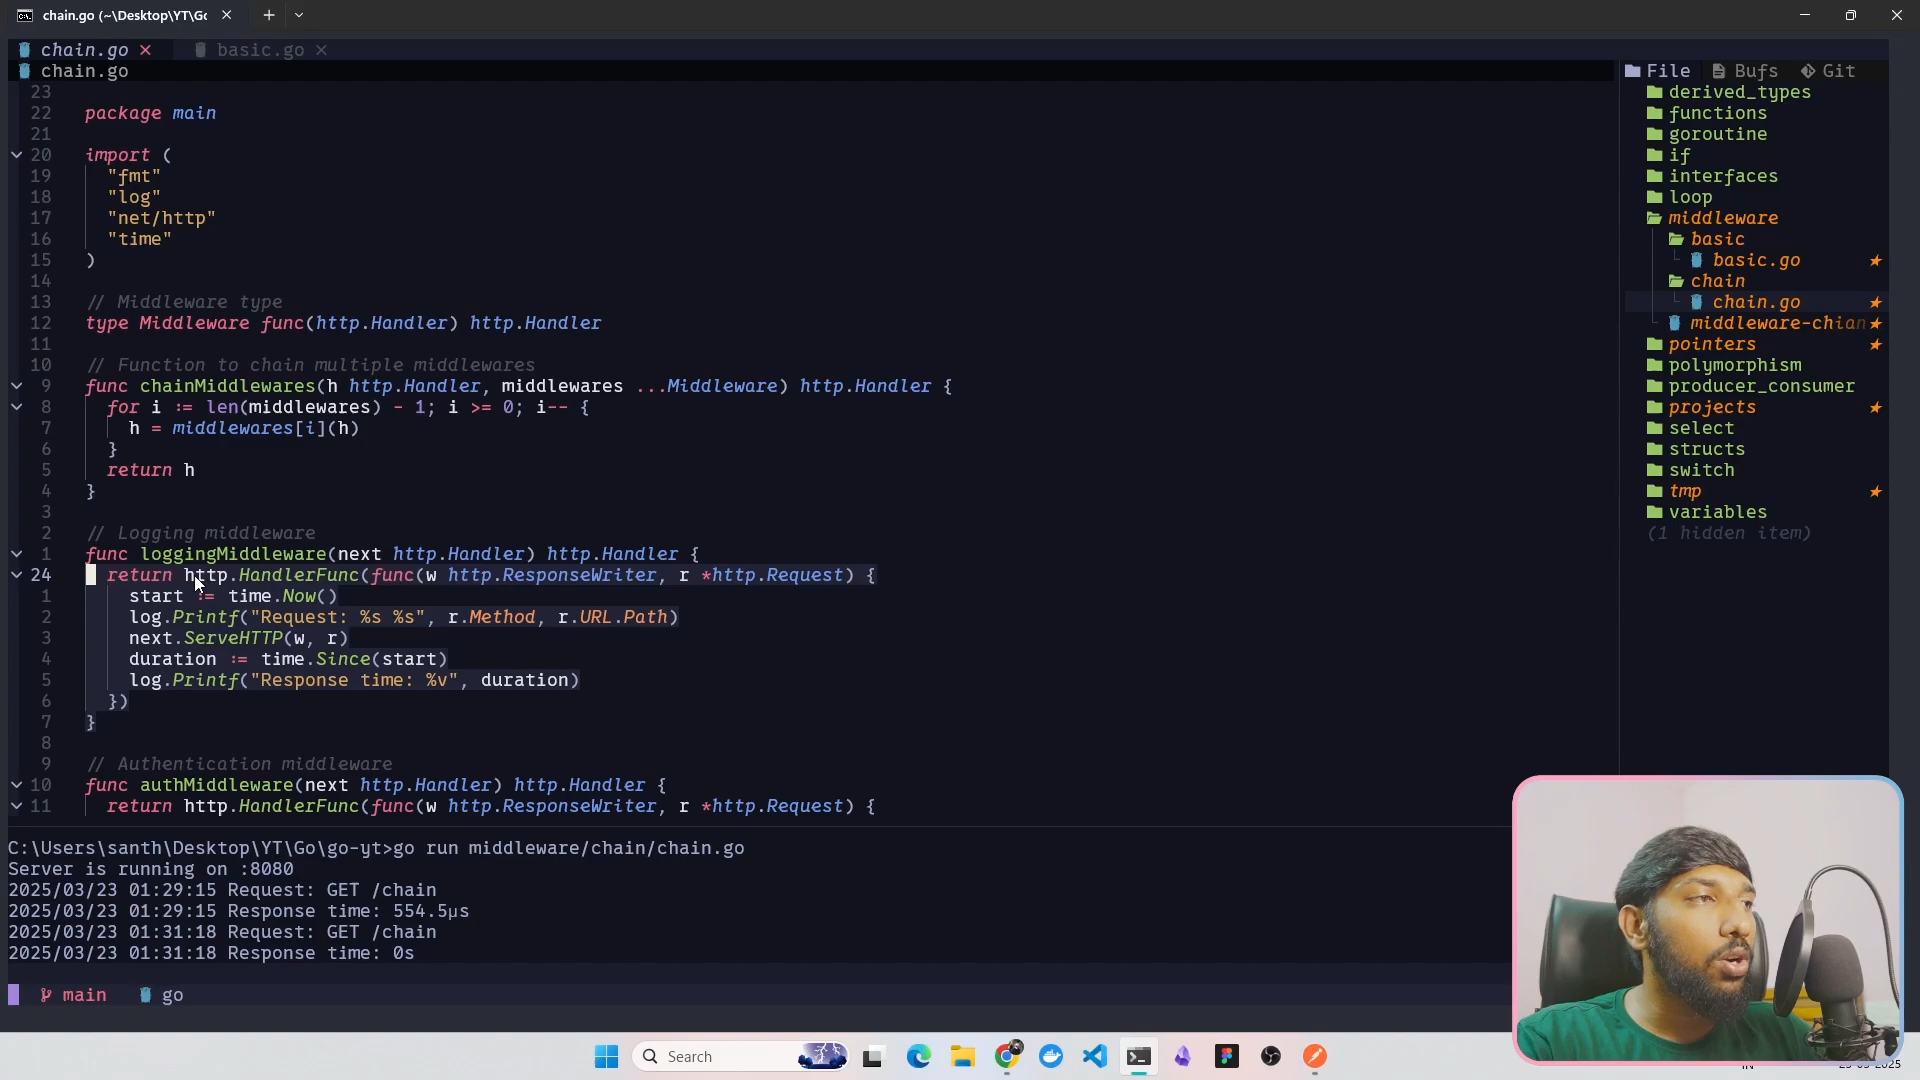 chain.go (~\Desktop\YT\Go
chain.go
basic.go
chain.go
File Bufs Git
23
22 package main
21
20 import (
19 "fmt"
18 "log"
17 "net/http"
16 "time"
15 )
14
13 // Middleware type
12 type Middleware func(http.Handler) http.Handler
11
10 // Function to chain multiple middlewares
9 func chainMiddlewares(h http.Handler, middlewares ...Middleware) http.Handler {
8 for i := len(middlewares) - 1; i >= 0; i-- {
7 h = middlewares[i](h)
6 }
5 return h
4 }
3
2 // Logging middleware
1 func loggingMiddleware(next http.Handler) http.Handler {
24 return http.HandlerFunc(func(w http.ResponseWriter, r *http.Request) {
1 start := time.Now()
2 log.Printf("Request: %s %s", r.Method, r.URL.Path)
3 next.ServeHTTP(w, r)
4 duration := time.Since(start)
5 log.Printf("Response time: %v", duration)
6 })
7 }
8
9 // Authentication middleware
10 func authMiddleware(next http.Handler) http.Handler {
11 return http.HandlerFunc(func(w http.ResponseWriter, r *http.Request) {
derived_types
functions
goroutine
if
interfaces
loop
middleware
basic
basic.go
chain
chain.go
middleware-chian
pointers
polymorphism
producer_consumer
projects
select
structs
switch
tmp
variables
(1 hidden item)
C:\Users\santh\Desktop\YT\Go\go-yt>go run middleware/chain/chain.go
Server is running on :8080
2025/03/23 01:29:15 Request: GET /chain
2025/03/23 01:29:15 Response time: 554.5µs
2025/03/23 01:31:18 Request: GET /chain
2025/03/23 01:31:18 Response time: 0s
main go
Search